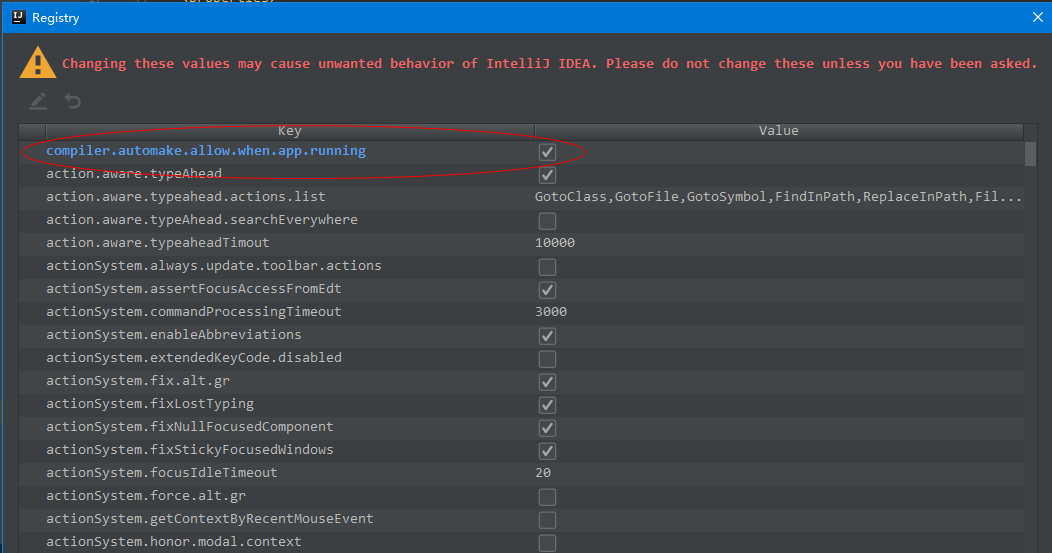 IJ Registry
Changing these values may cause unwanted behavior of IntelliJ IDEA. Please do not change these unless you have been asked.
Key Value
compiler.automake.allow.when.app.running
action.aware.typeAhead
action.aware.typeahead.actions.list GotoClass,GotoFile,GotoSymbol,FindInPath,ReplaceInPath,Fil...
action.aware.typeAhead.searchEverywhere
action.aware.typeaheadTimout 10000
actionSystem.always.update.toolbar.actions
actionSystem.assertFocusAccessFromEdt
actionSystem.commandProcessingTimeout 3000
actionSystem.enableAbbreviations
actionSystem.extendedKeyCode.disabled
actionSystem.fix.alt.gr
actionSystem.fixLostTyping
actionSystem.fixNullFocusedComponent
actionSystem.fixStickyFocusedWindows
actionSystem.focusIdleTimeout 20
actionSystem.force.alt.gr
actionSystem.getContextByRecentMouseEvent
actionSystem.honor.modal.context